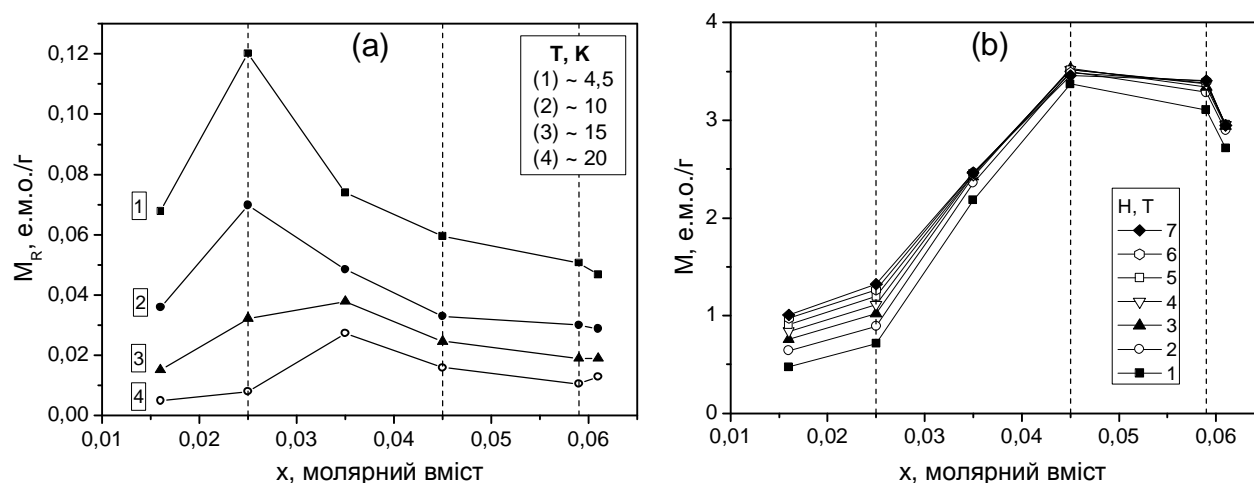 (a)
T, K
(1) ~ 4,5
(2) ~ 10
(3) ~ 15
(4) ~ 20
0,12
0,10
0,08
0,06
0,04
0,02
0,00
M_R, е.м.о./г
1
2
3
4
0,01 0,02 0,03 0,04 0,05 0,06
x, молярний вміст
(b)
4
3
2
1
0
M, е.м.о./г
H, T
7
6
5
4
3
2
1
0,01 0,02 0,03 0,04 0,05 0,06
x, молярний вміст